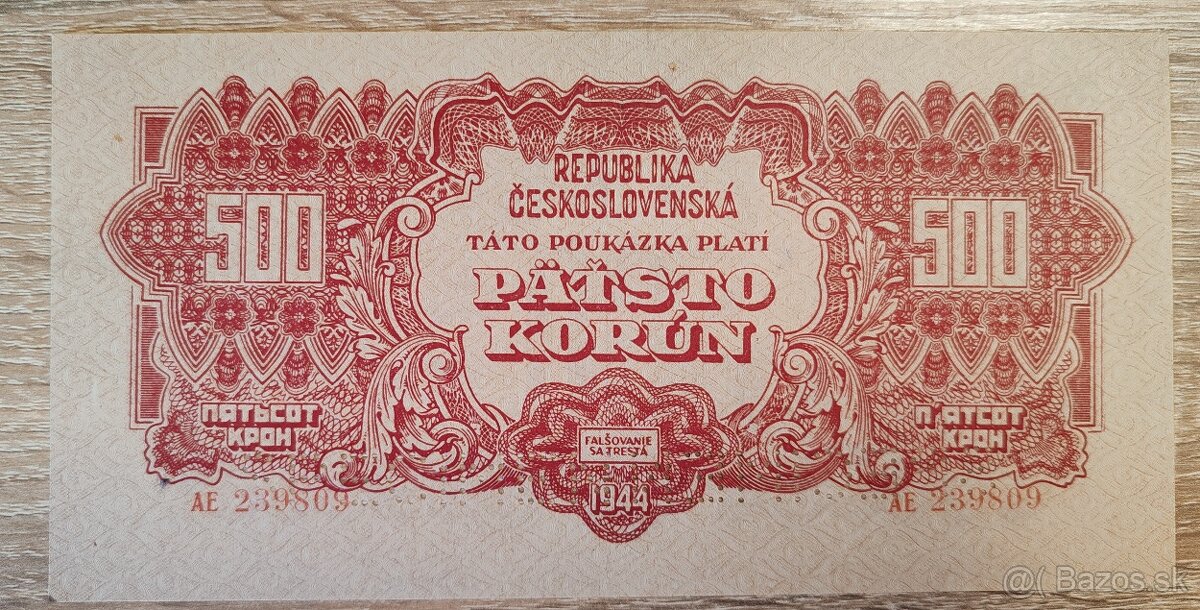 REPUBLIKA
ČESKOSLOVENSKÁ
TÁTO POUKÁZKA PLATÍ
500
PÄŤSTO
KORÚN
500
ПЯТЬСОТ
КРОН
П'ЯТСОТ
КРОН
FALŠOVANIE
SA TRESTÁ
1944
AE 239809
AE 239809
@( Bazos.sk